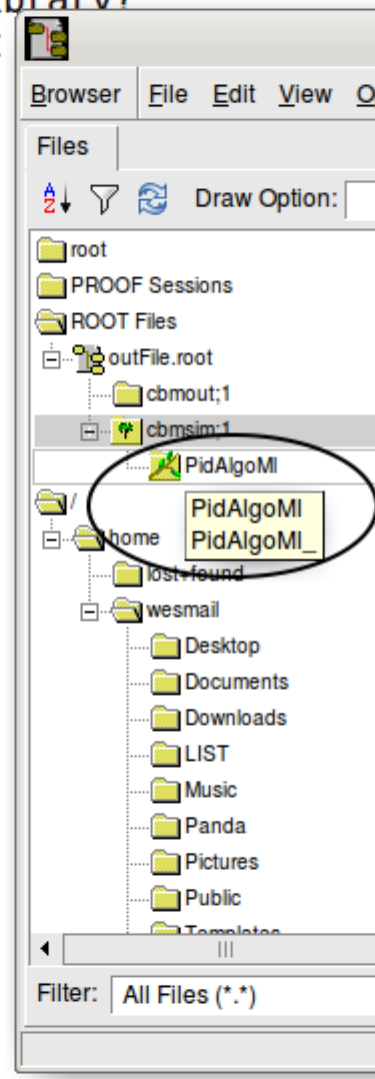 Browser File Edit View O
Files
Draw Option:
root
PROOF Sessions
ROOT Files
outFile.root
cbmout;1
cbmsim;1
PidAlgoMl
/
PidAlgoMl
home
PidAlgoMl_
lost+found
wesmail
Desktop
Documents
Downloads
LIST
Music
Panda
Pictures
Public
Templates
Filter: All Files (*.*)